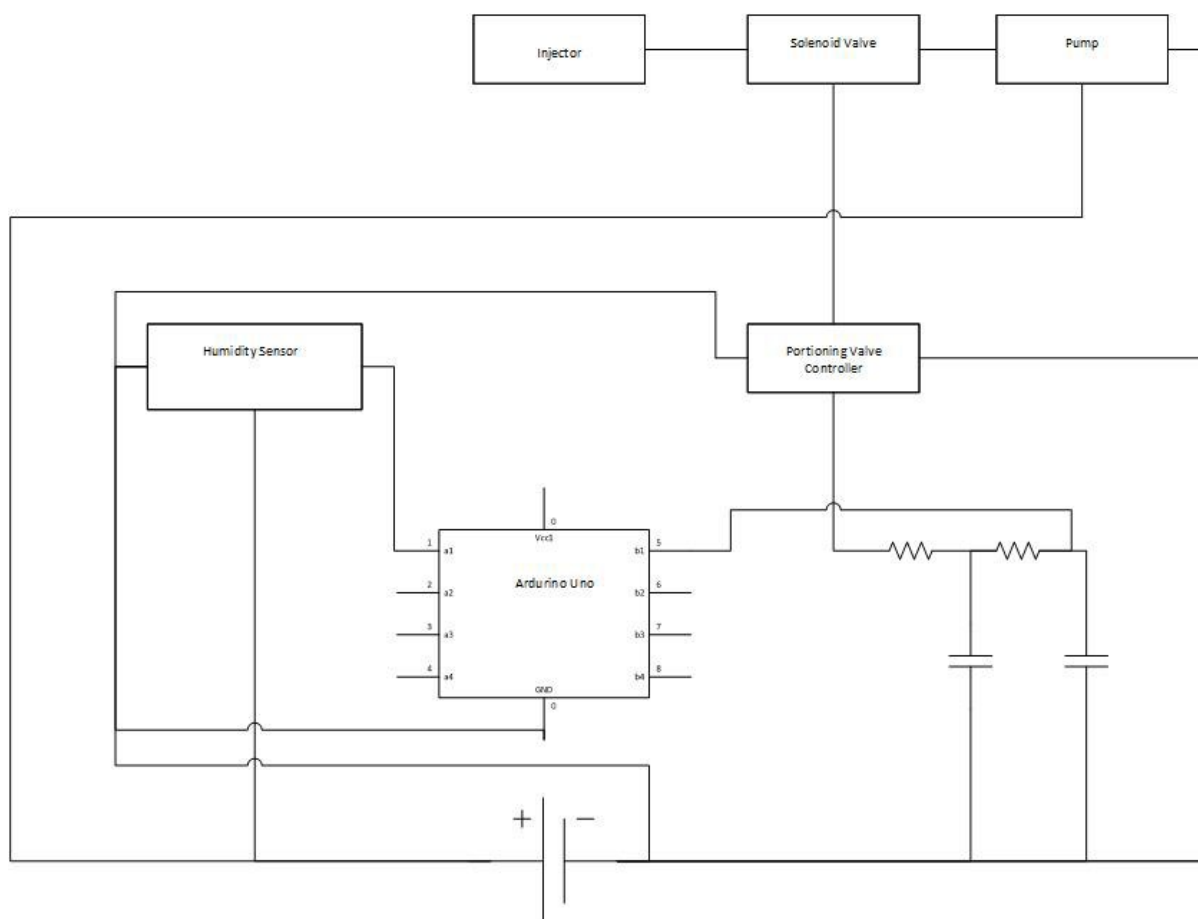 Injector
Solenoid Valve
Pump
Humidity Sensor
Portioning Valve
Controller
0
Vcc1
1
a1
5
b1
Ardurino Uno
2
a2
6
b2
3
a3
7
b3
4
a4
8
b4
GND
0
+
−